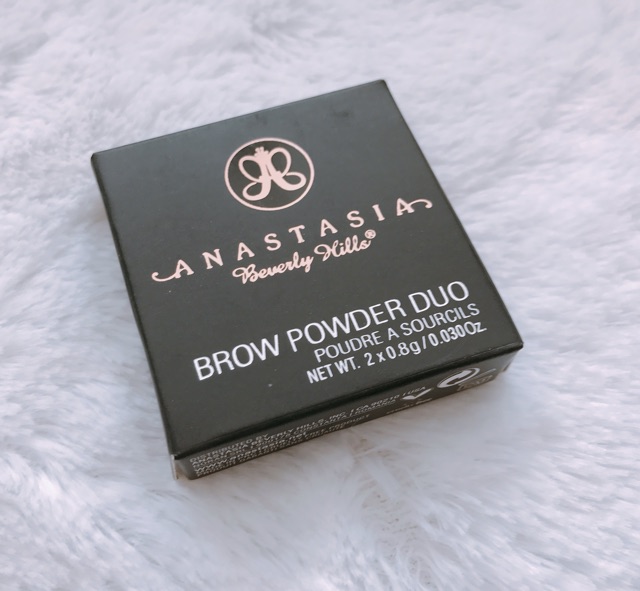 ANASTASIA
Beverly Hills®
BROW POWDER DUO
POUDRE A SOURCILS
NET WT. 2 x 0.8g / 0.030Oz.